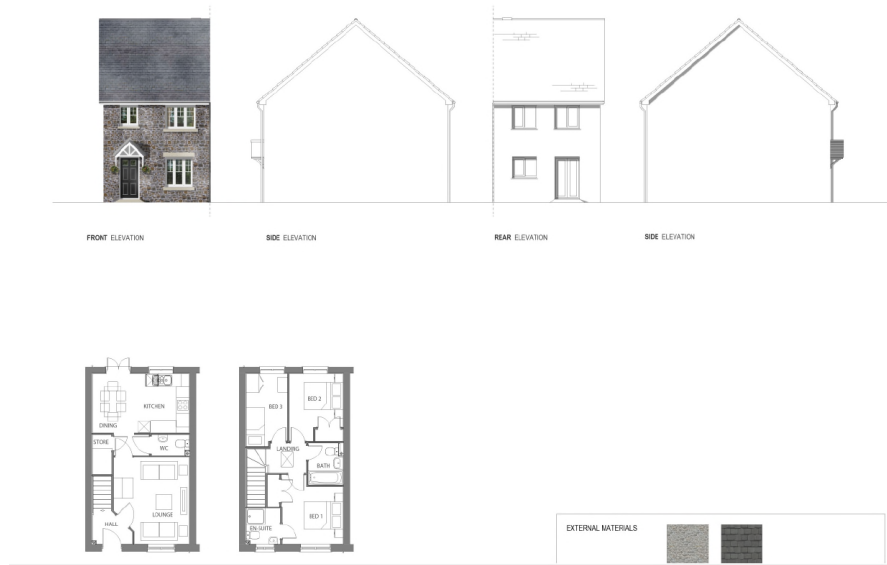 FRONT ELEVATION
SIDE ELEVATION
REAR ELEVATION
SIDE ELEVATION
KITCHEN
DINING
STORE
WC
LOUNGE
HALL
BED 3
BED 2
LANDING
BATH
BED 1
EN-SUITE
EXTERNAL MATERIALS